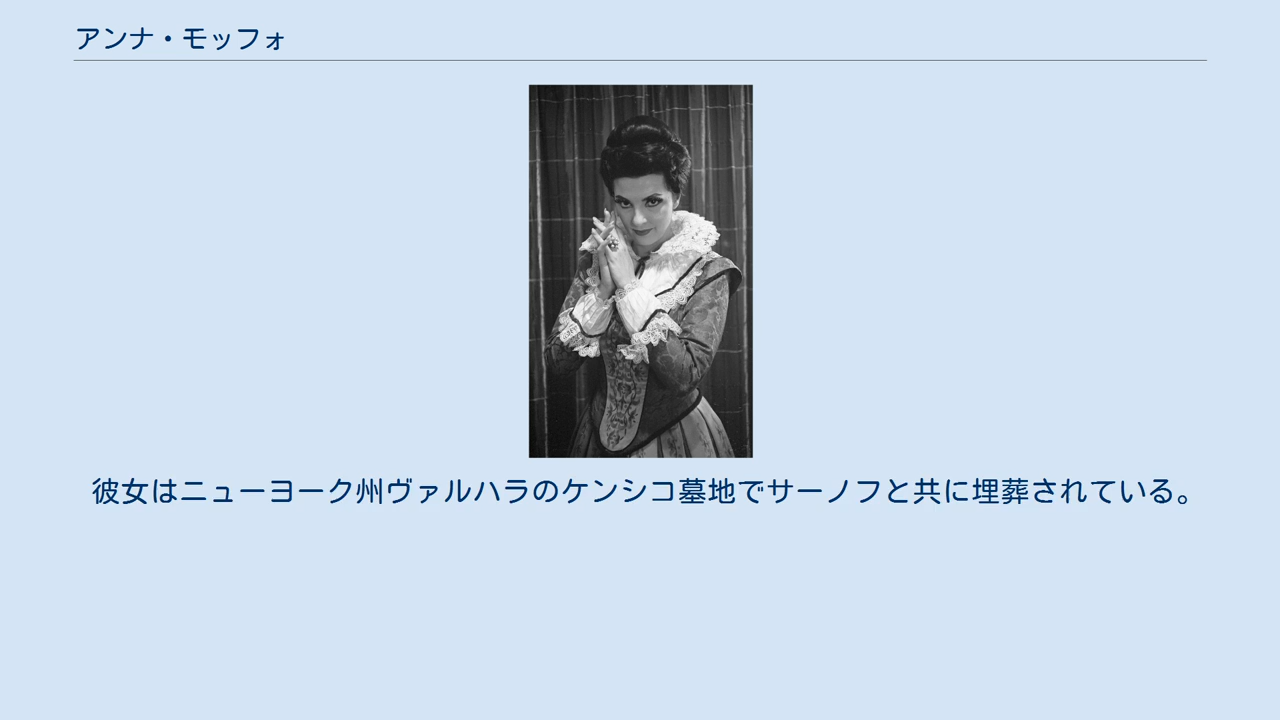 アンナ・モッフォ
彼女はニューヨーク州ヴァルハラのケンシコ墓地でサーノフと共に埋葬されている。